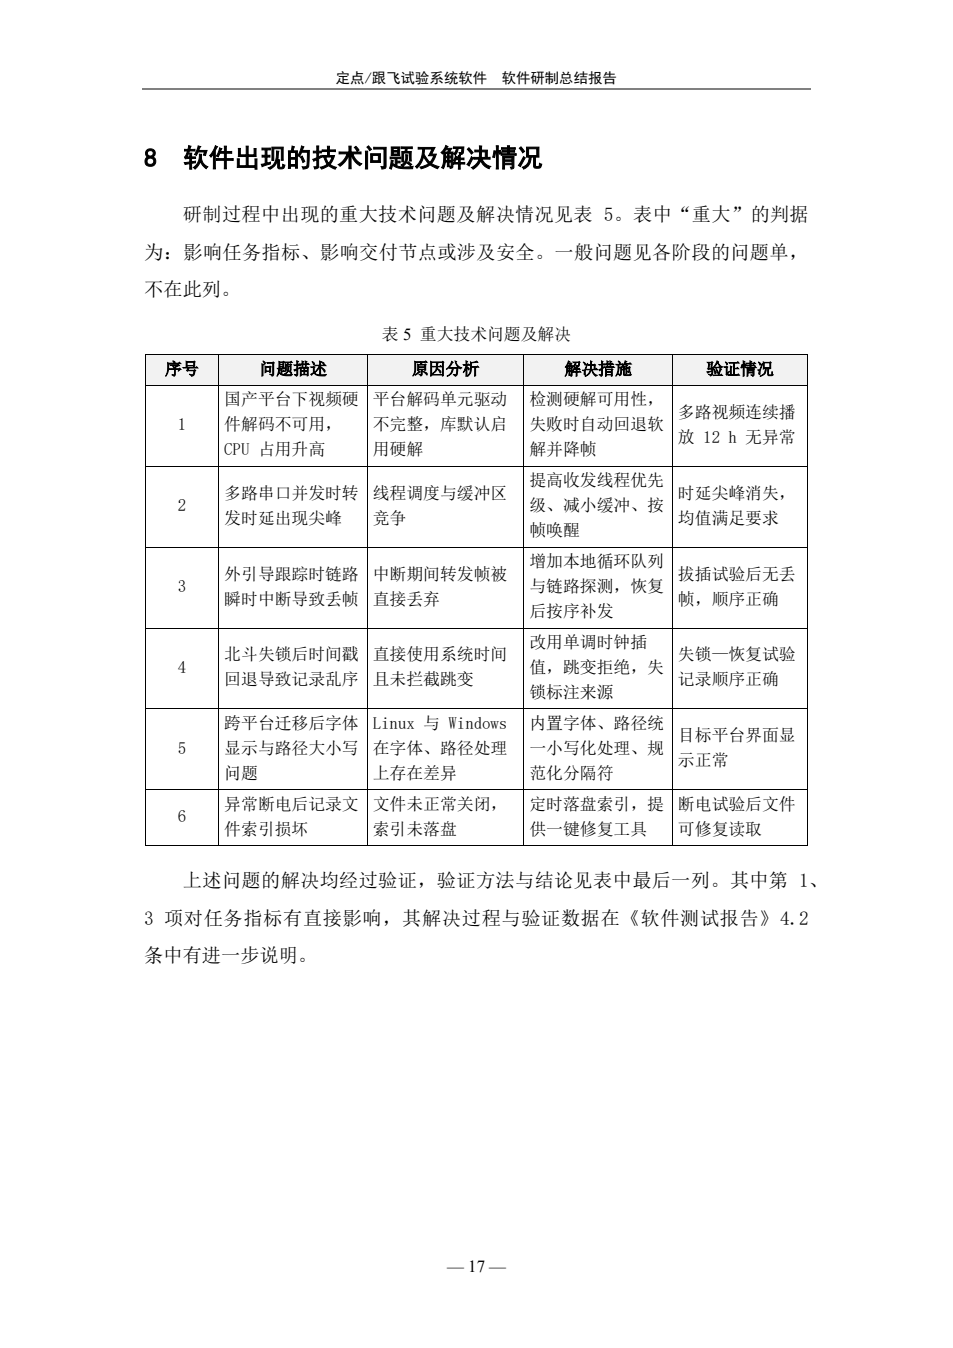 定点/跟飞试验系统软件　软件研制总结报告
8　软件出现的技术问题及解决情况
研制过程中出现的重大技术问题及解决情况见表 5。表中“重大”的判据
为：影响任务指标、影响交付节点或涉及安全。一般问题见各阶段的问题单，
不在此列。
表 5 重大技术问题及解决
序号 问题描述 原因分析 解决措施 验证情况
1
国产平台下视频硬
件解码不可用，
CPU 占用升高
平台解码单元驱动
不完整，库默认启
用硬解
检测硬解可用性，
失败时自动回退软
解并降帧
多路视频连续播
放 12 h 无异常
2
多路串口并发时转
发时延出现尖峰
线程调度与缓冲区
竞争
提高收发线程优先
级、减小缓冲、按
帧唤醒
时延尖峰消失，
均值满足要求
3
外引导跟踪时链路
瞬时中断导致丢帧
中断期间转发帧被
直接丢弃
增加本地循环队列
与链路探测，恢复
后按序补发
拔插试验后无丢
帧，顺序正确
4
北斗失锁后时间戳
回退导致记录乱序
直接使用系统时间
且未拦截跳变
改用单调时钟插
值，跳变拒绝，失
锁标注来源
失锁—恢复试验
记录顺序正确
5
跨平台迁移后字体
显示与路径大小写
问题
Linux 与 Windows
在字体、路径处理
上存在差异
内置字体、路径统
一小写化处理、规
范化分隔符
目标平台界面显
示正常
6
异常断电后记录文
件索引损坏
文件未正常关闭，
索引未落盘
定时落盘索引，提
供一键修复工具
断电试验后文件
可修复读取
上述问题的解决均经过验证，验证方法与结论见表中最后一列。其中第 1、
3 项对任务指标有直接影响，其解决过程与验证数据在《软件测试报告》4.2
条中有进一步说明。
— 17 —